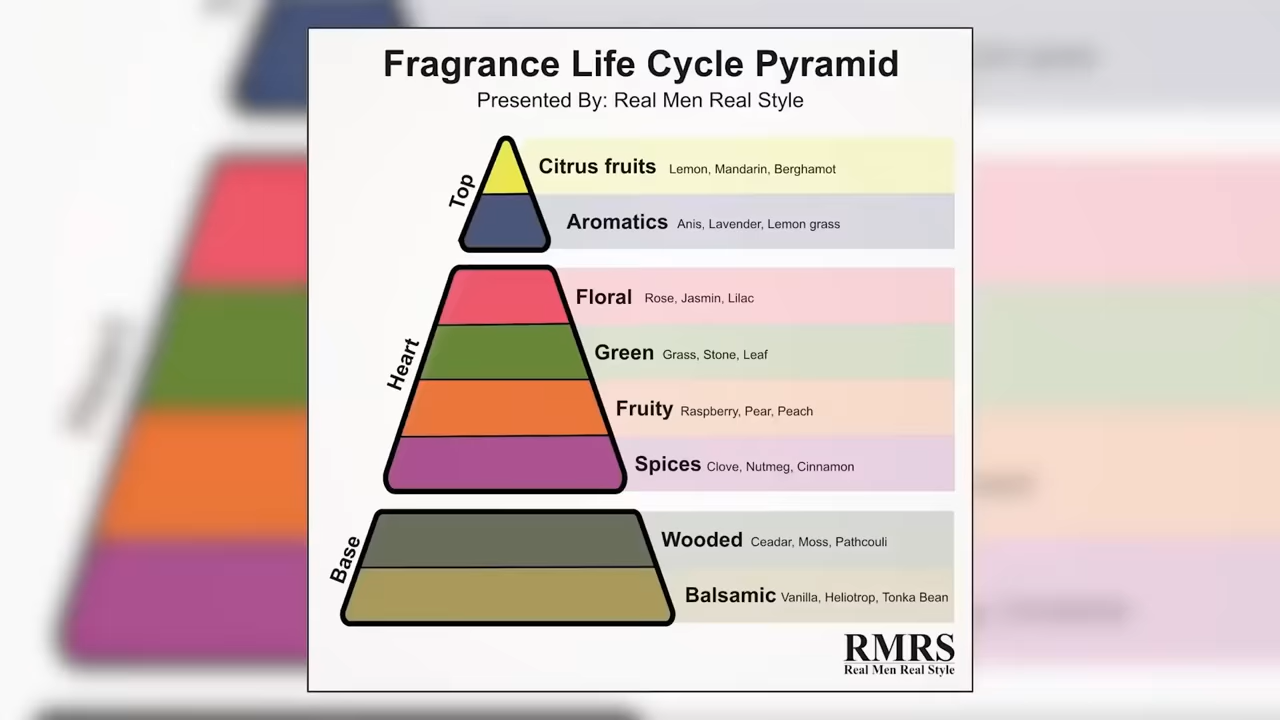 Fragrance Life Cycle Pyramid
Presented By: Real Men Real Style
Top
Citrus fruits Lemon, Mandarin, Berghamot
Aromatics Anis, Lavender, Lemon grass
Heart
Floral Rose, Jasmin, Lilac
Green Grass, Stone, Leaf
Fruity Raspberry, Pear, Peach
Spices Clove, Nutmeg, Cinnamon
Base
Wooded Ceadar, Moss, Pathcouli
Balsamic Vanilla, Heliotrop, Tonka Bean
RMRS
Real Men Real Style